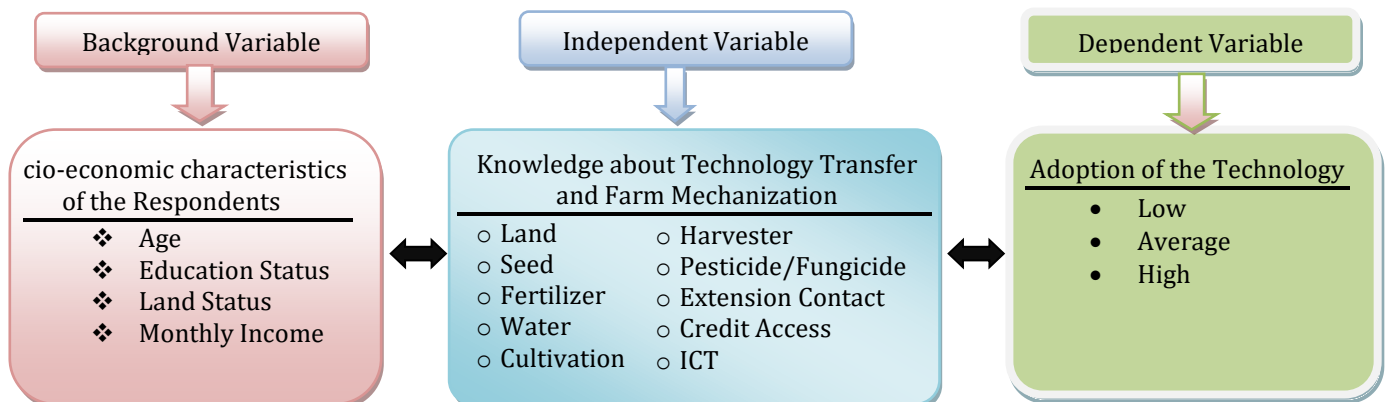 Background Variable
Independent Variable
Dependent Variable
cio-economic characteristics
of the Respondents
❖ Age
❖ Education Status
❖ Land Status
❖ Monthly Income
Knowledge about Technology Transfer
and Farm Mechanization
o Land
o Seed
o Fertilizer
o Water
o Cultivation
o Harvester
o Pesticide/Fungicide
o Extension Contact
o Credit Access
o ICT
Adoption of the Technology
• Low
• Average
• High